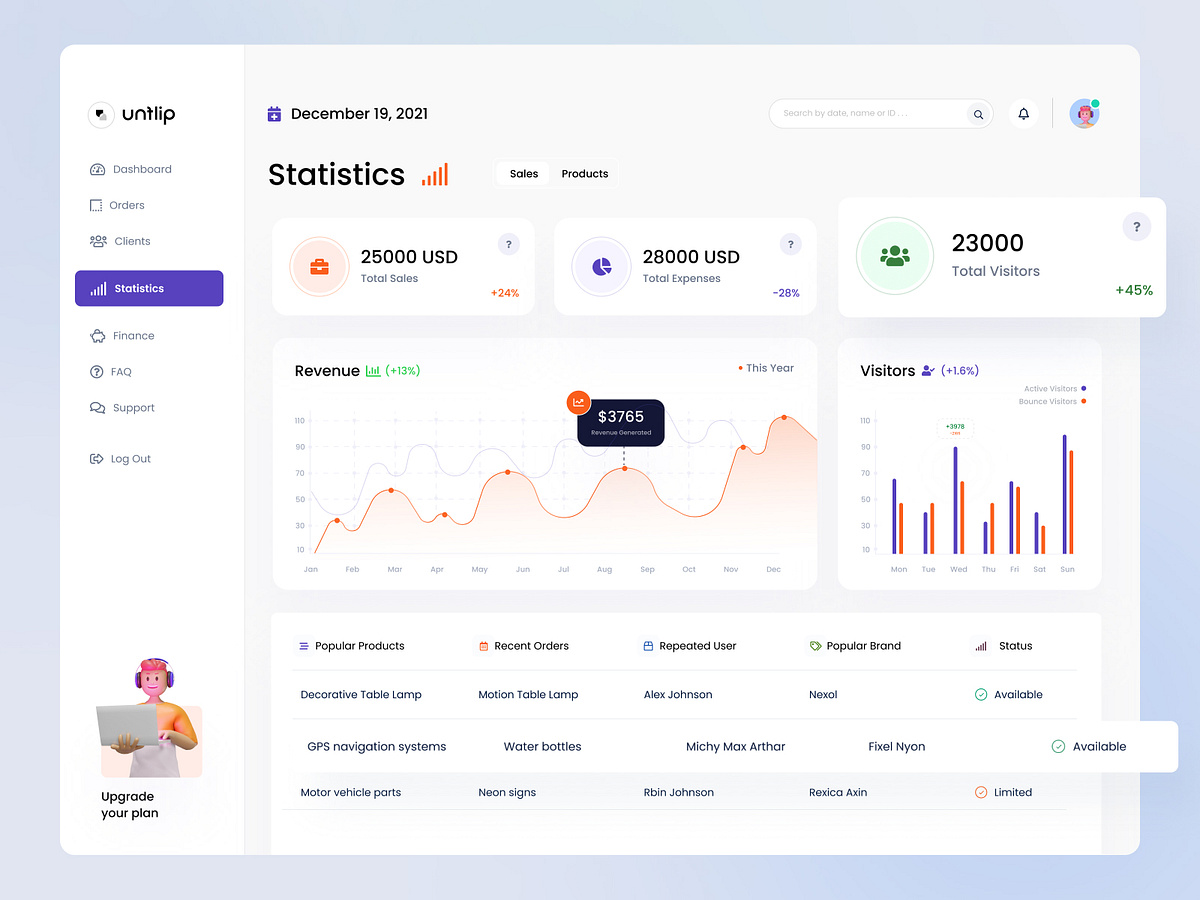 untlip
Dashboard
Orders
Clients
Statistics
Finance
FAQ
Support
Log Out
Upgrade
your plan
December 19, 2021
Search by date, name or ID . . .
Statistics
Sales
Products
25000 USD
Total Sales
?
+24%
28000 USD
Total Expenses
?
-28%
23000
Total Visitors
?
+45%
Revenue (+13%)
This Year
$3765
Revenue Generated
110
90
70
50
30
10
Jan Feb Mar Apr May Jun Jul Aug Sep Oct Nov Dec
Visitors (+1.6%)
Active Visitors
Bounce Visitors
+3978
110
90
70
50
30
10
Mon Tue Wed Thu Fri Sat Sun
Popular Products Recent Orders Repeated User Popular Brand Status
Decorative Table Lamp Motion Table Lamp Alex Johnson Nexol Available
GPS navigation systems Water bottles Michy Max Arthar Fixel Nyon Available
Motor vehicle parts Neon signs Rbin Johnson Rexica Axin Limited